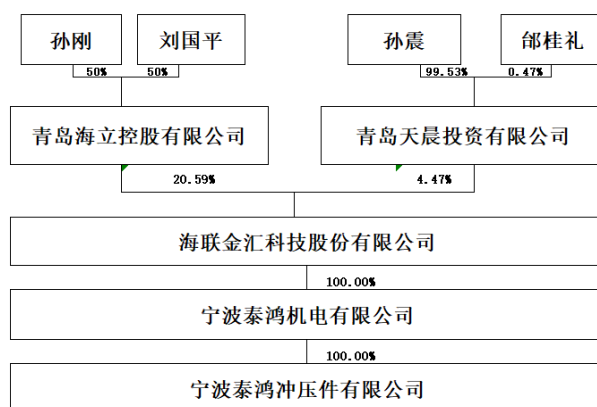 孙刚
刘国平
孙震
邰桂礼
50%
50%
99.53%
0.47%
青岛海立控股有限公司
青岛天晨投资有限公司
20.59%
4.47%
海联金汇科技股份有限公司
100.00%
宁波泰鸿机电有限公司
100.00%
宁波泰鸿冲压件有限公司